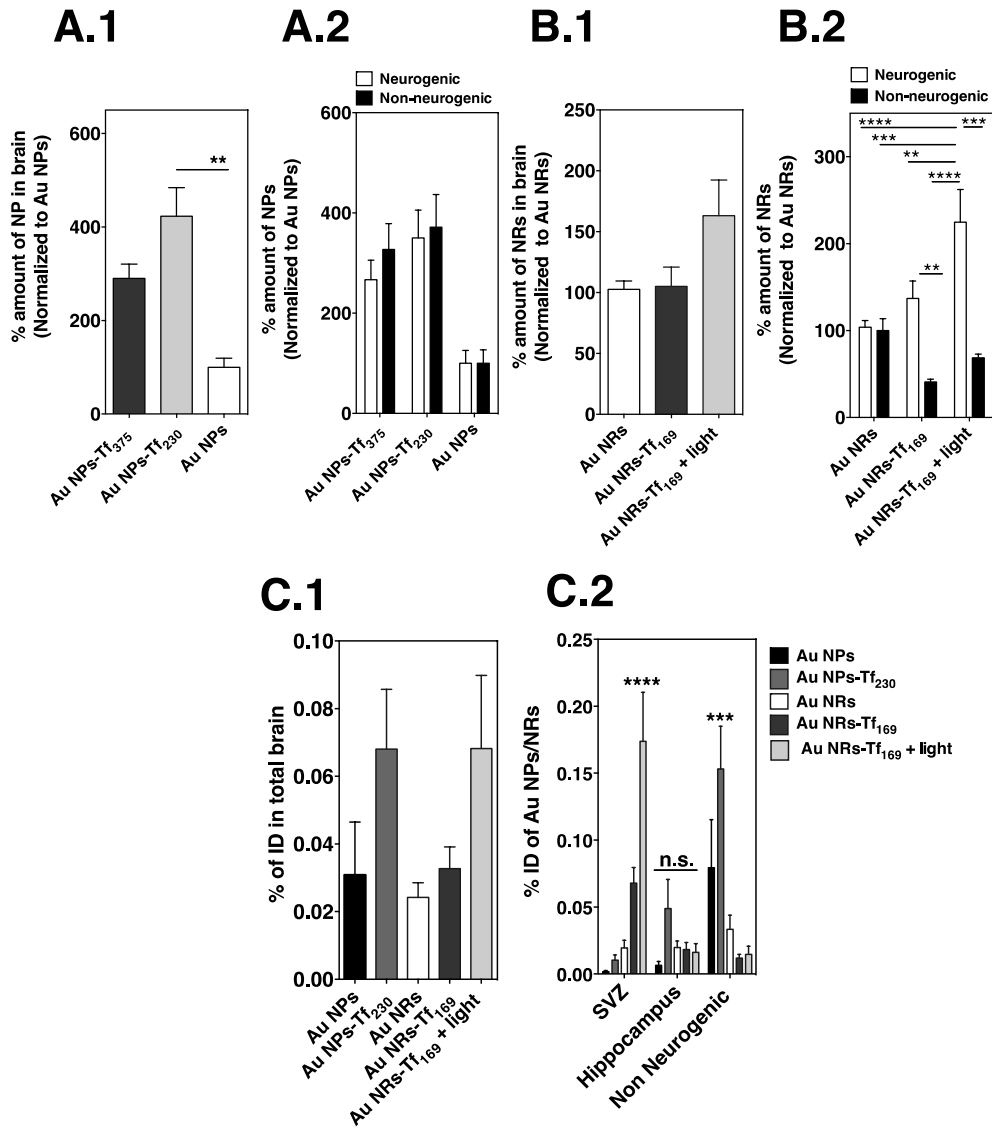 A.1
% amount of NP in brain
(Normalized to Au NPs)
600
400
200
0
**
Au NPs-Tf375
Au NPs-Tf230
Au NPs
A.2
Neurogenic
Non-neurogenic
% amount of NPs
(Normalized to Au NPs)
600
400
200
0
Au NPs-Tf375
Au NPs-Tf230
Au NPs
B.1
% amount of NRs in brain
(Normalized to Au NRs)
250
200
150
100
50
0
Au NRs
Au NRs-Tf169
Au NRs-Tf169 + light
B.2
Neurogenic
Non-neurogenic
% amount of NRs
(Normalized to Au NRs)
300
200
100
0
****
***
***
**
****
**
Au NRs
Au NRs-Tf169
Au NRs-Tf169 + light
C.1
% of ID in total brain
0.10
0.08
0.06
0.04
0.02
0.00
Au NPs
Au NPs-Tf230
Au NRs
Au NRs-Tf169
Au NRs-Tf169 + light
C.2
% ID of Au NPs/NRs
0.25
0.20
0.15
0.10
0.05
0.00
****
n.s.
***
SVZ
Hippocampus
Non Neurogenic
Au NPs
Au NPs-Tf230
Au NRs
Au NRs-Tf169
Au NRs-Tf169 + light